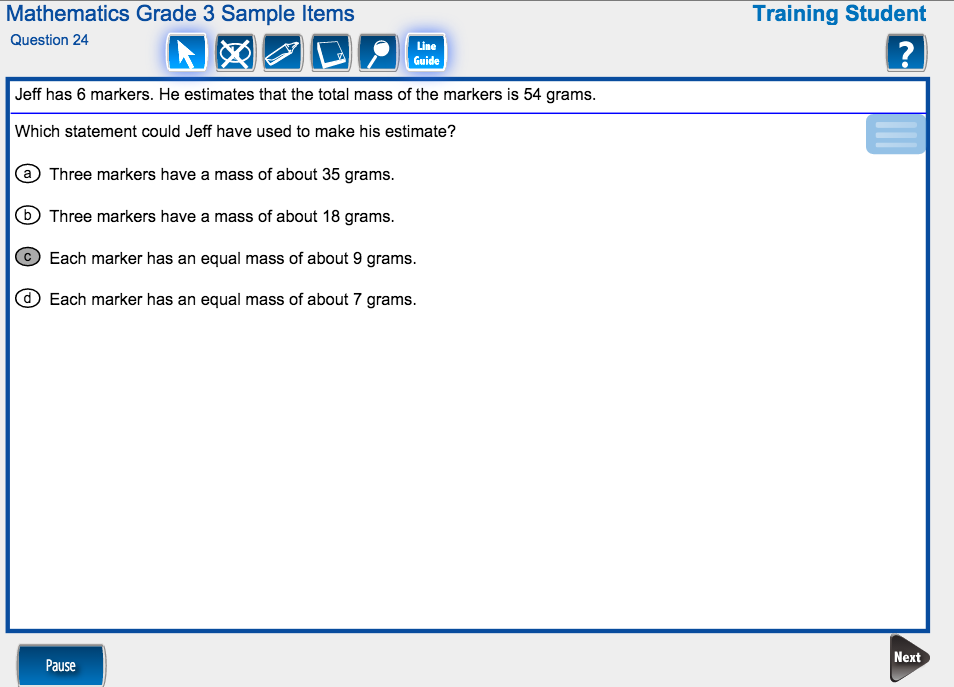 Mathematics Grade 3 Sample Items
Training Student
Question 24
Line
Guide
?
Jeff has 6 markers. He estimates that the total mass of the markers is 54 grams.
Which statement could Jeff have used to make his estimate?
a Three markers have a mass of about 35 grams.
b Three markers have a mass of about 18 grams.
c Each marker has an equal mass of about 9 grams.
d Each marker has an equal mass of about 7 grams.
Pause
Next